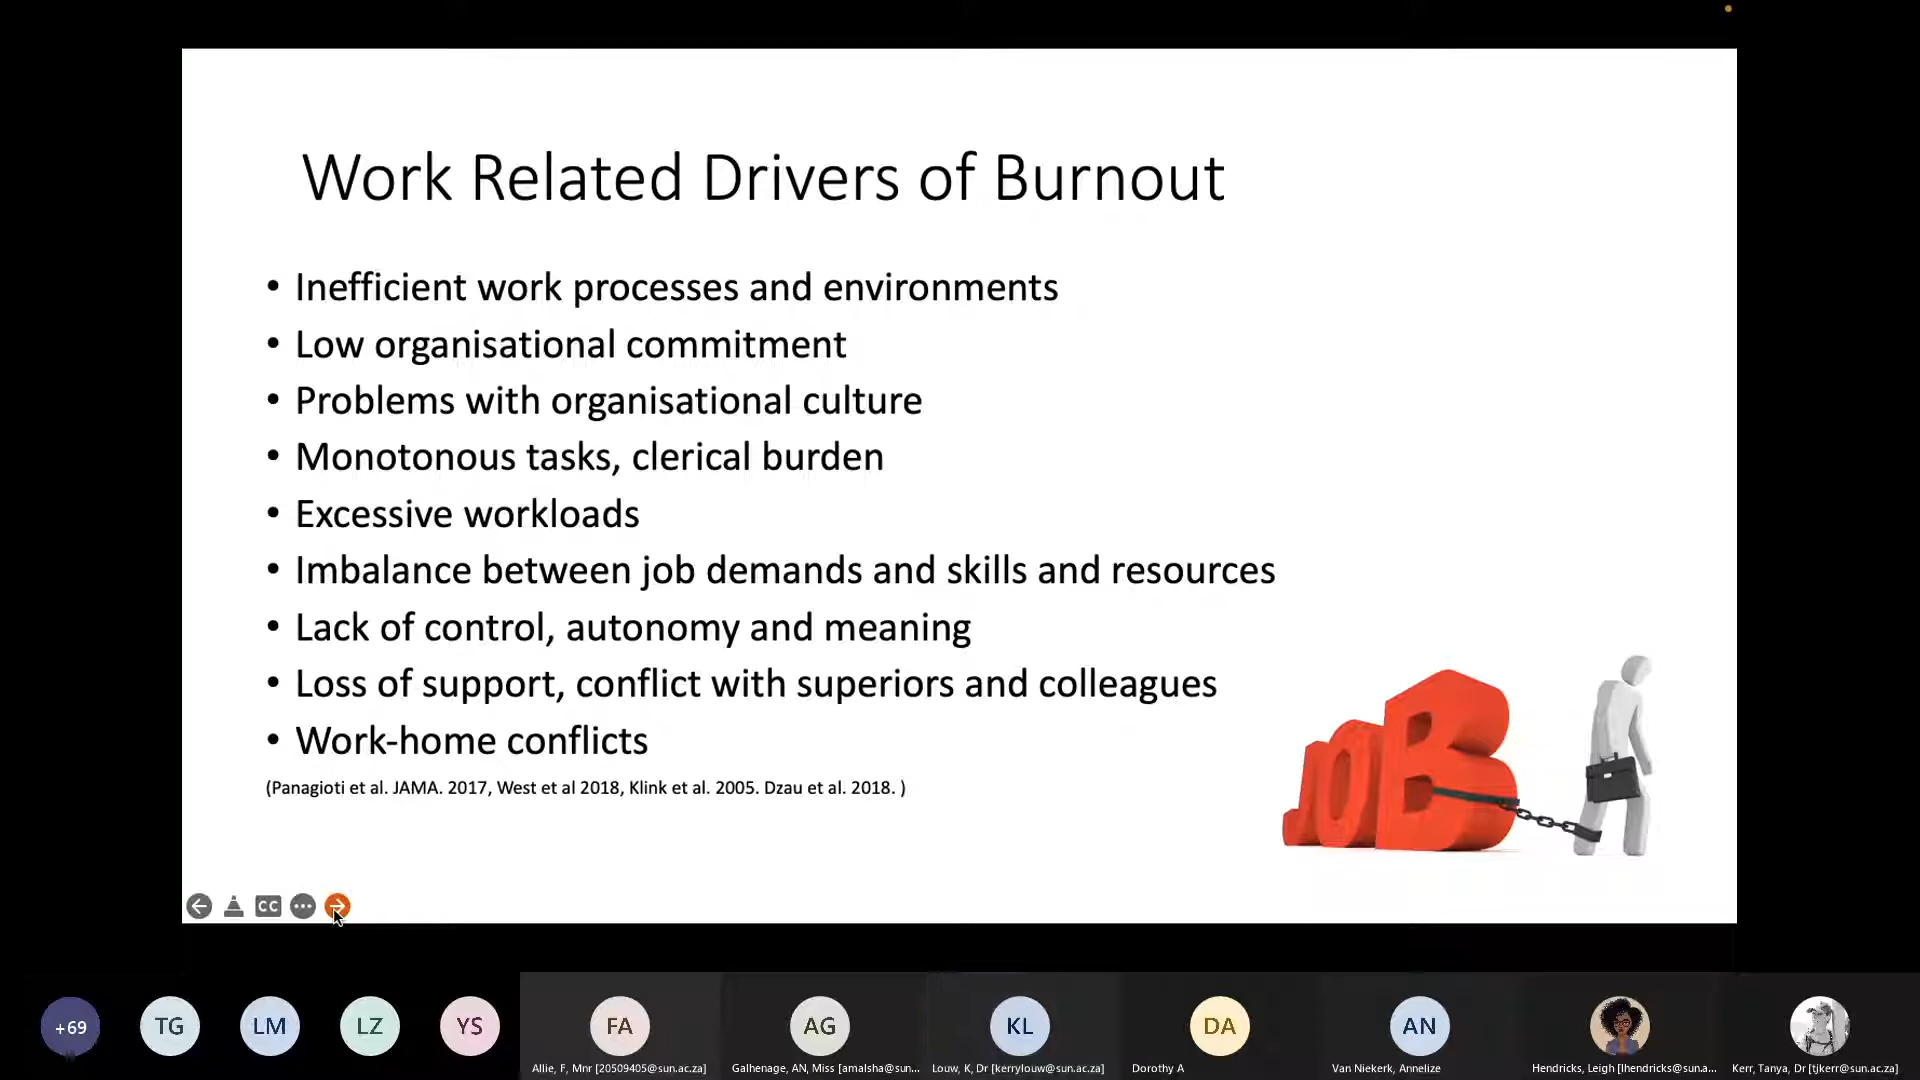 Work Related Drivers of Burnout
• Inefficient work processes and environments
• Low organisational commitment
• Problems with organisational culture
• Monotonous tasks, clerical burden
• Excessive workloads
• Imbalance between job demands and skills and resources
• Lack of control, autonomy and meaning
• Loss of support, conflict with superiors and colleagues
• Work-home conflicts
(Panagioti et al. JAMA. 2017, West et al 2018, Klink et al. 2005. Dzau et al. 2018. )
JOB
CC
+69
TG
LM
LZ
YS
FA
AG
KL
DA
AN
Allie, F, Mnr [20509405@sun.ac.za]
Galhenage, AN, Miss [amalsha@sun...
Louw, K, Dr [kerrylouw@sun.ac.za]
Dorothy A
Van Niekerk, Annelize
Hendricks, Leigh [lhendricks@sun.a...
Kerr, Tanya, Dr [tjkerr@sun.ac.za]